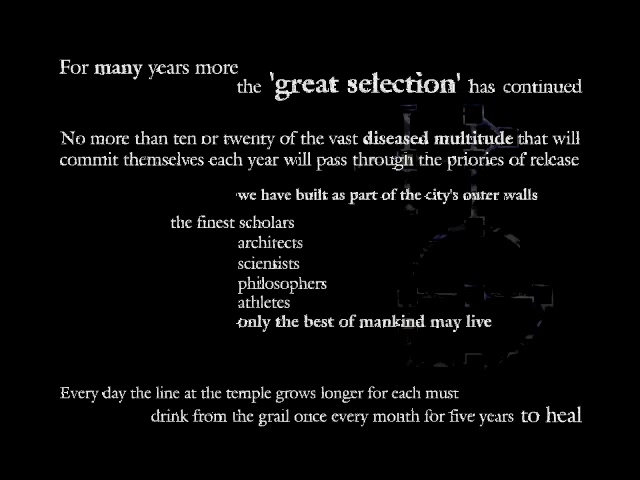 For many years more
the 'great selection' has continued
No more than ten or twenty of the vast diseased multitude that will
commit themselves each year will pass through the priories of release
we have built as part of the city's outer walls
the finest scholars
architects
scientists
philosophers
athletes
only the best of mankind may live
Every day the line at the temple grows longer for each must
drink from the grail once every month for five years to heal